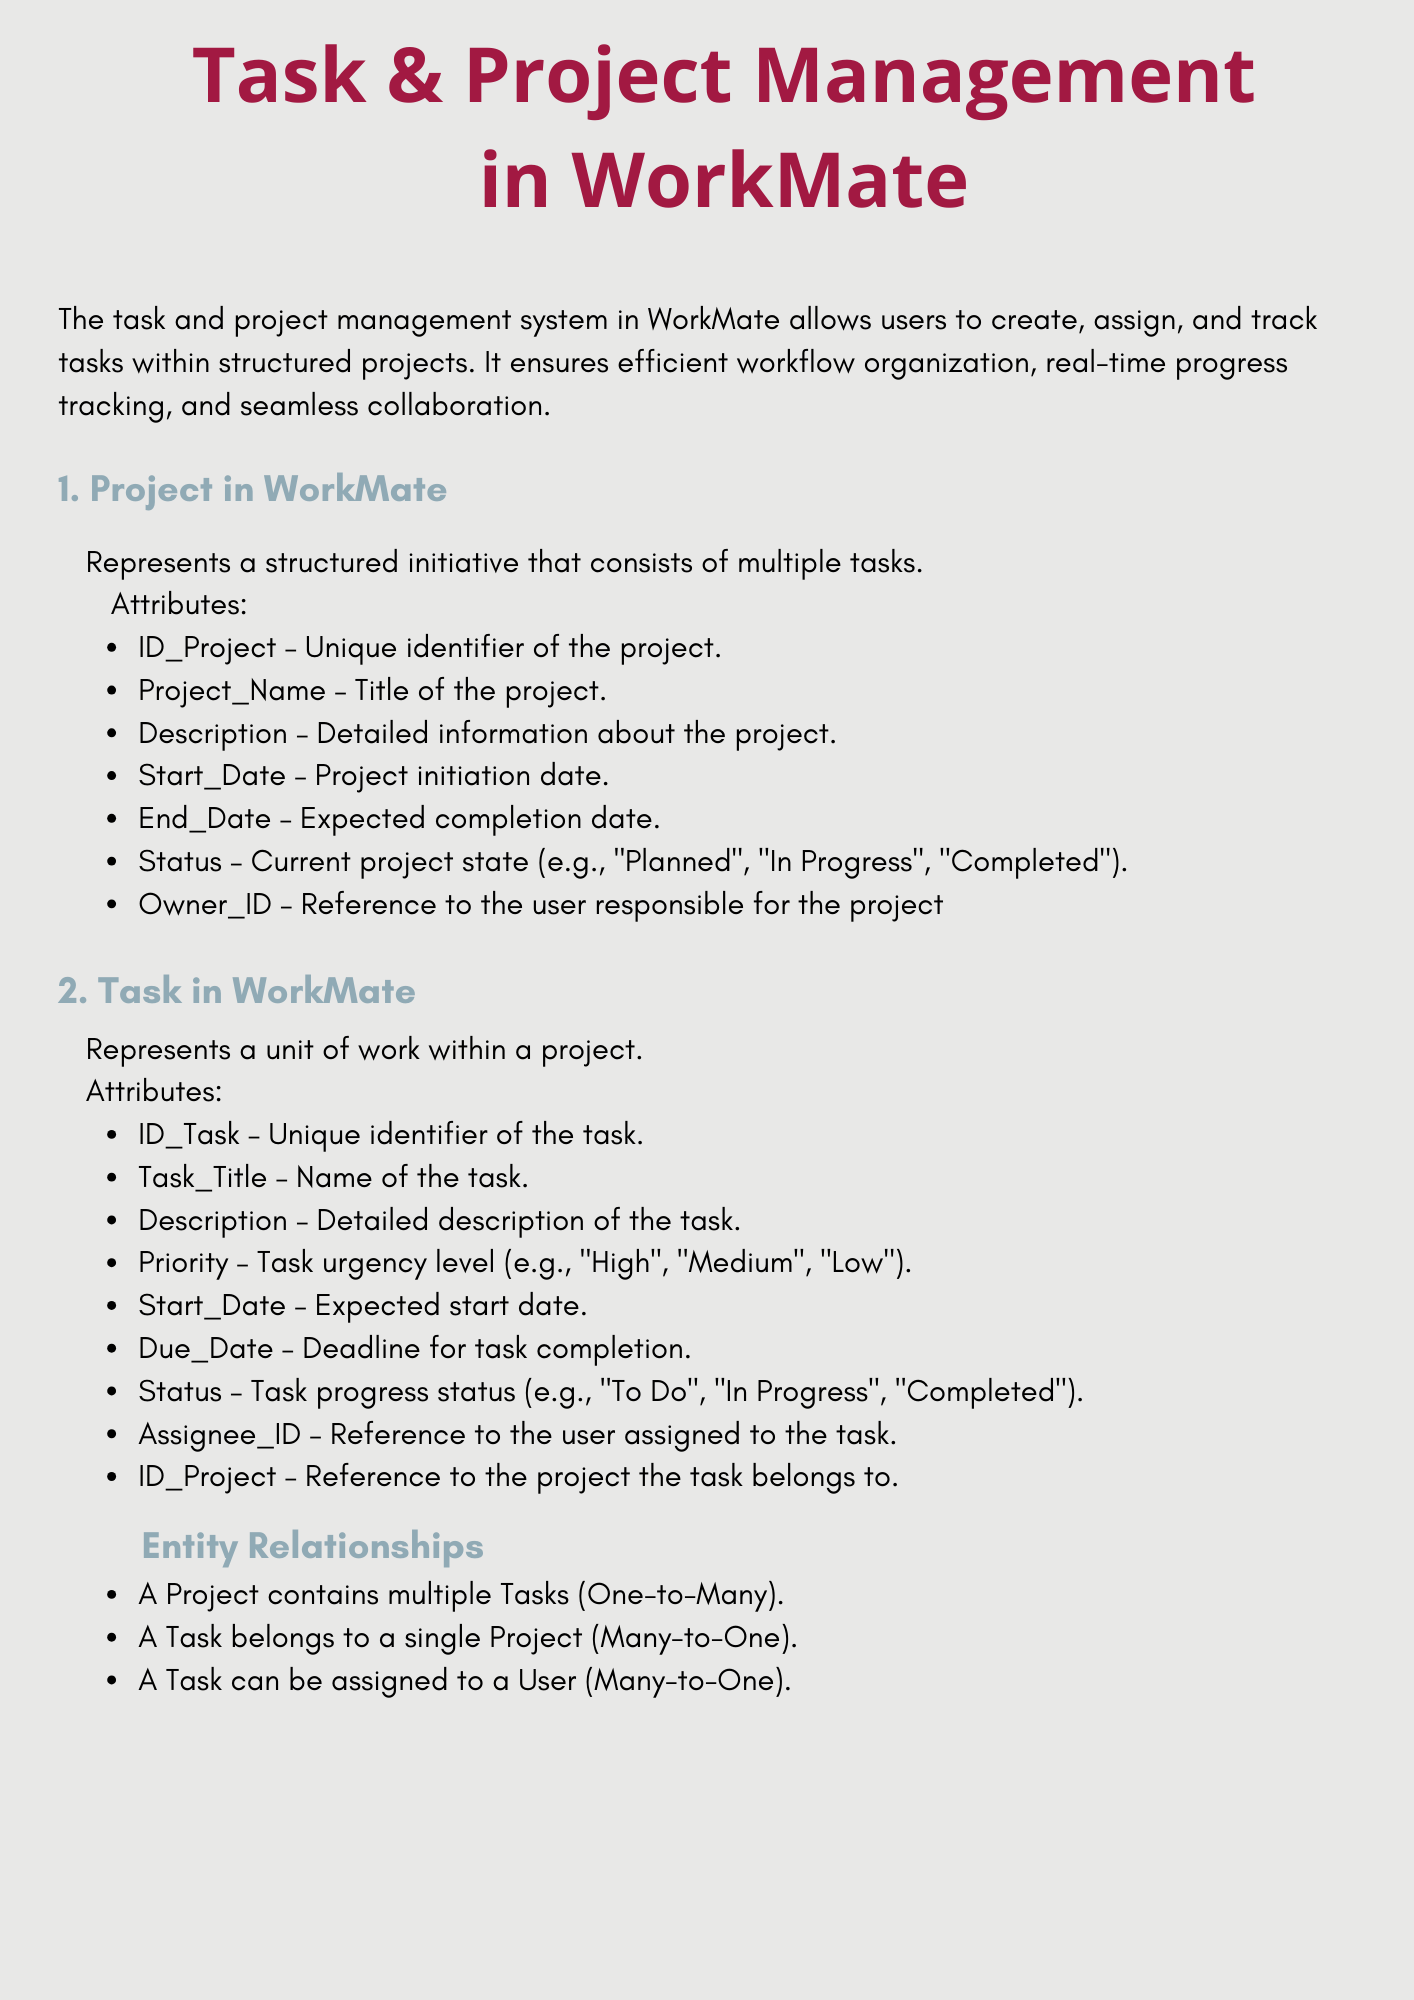 Task & Project Management
in WorkMate
The task and project management system in WorkMate allows users to create, assign, and track
tasks within structured projects. It ensures efficient workflow organization, real-time progress
tracking, and seamless collaboration.
1. Project in WorkMate
Represents a structured initiative that consists of multiple tasks.
Attributes:
• ID_Project – Unique identifier of the project.
• Project_Name – Title of the project.
• Description – Detailed information about the project.
• Start_Date – Project initiation date.
• End_Date – Expected completion date.
• Status – Current project state (e.g., "Planned", "In Progress", "Completed").
• Owner_ID – Reference to the user responsible for the project
2. Task in WorkMate
Represents a unit of work within a project.
Attributes:
• ID_Task – Unique identifier of the task.
• Task_Title – Name of the task.
• Description – Detailed description of the task.
• Priority – Task urgency level (e.g., "High", "Medium", "Low").
• Start_Date – Expected start date.
• Due_Date – Deadline for task completion.
• Status – Task progress status (e.g., "To Do", "In Progress", "Completed").
• Assignee_ID – Reference to the user assigned to the task.
• ID_Project – Reference to the project the task belongs to.
Entity Relationships
• A Project contains multiple Tasks (One-to-Many).
• A Task belongs to a single Project (Many-to-One).
• A Task can be assigned to a User (Many-to-One).